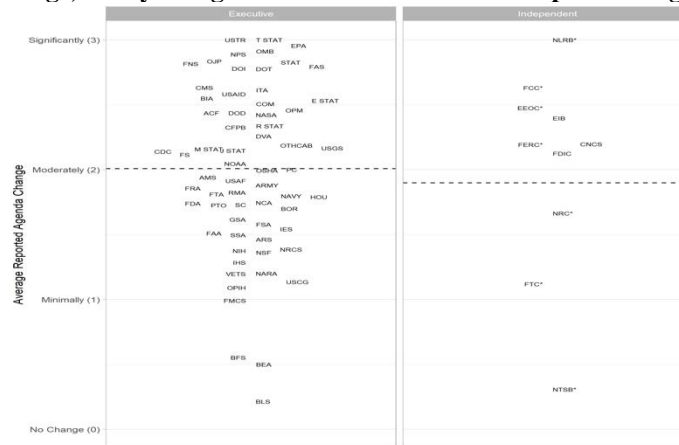 Executive
Independent
Average Reported Agenda Change
Significantly (3)
USTR T STAT NLRB*
EPA
OMB
NPS
FNS OJP STAT
DOI DOT FAS
CMS ITA FCC*
BIA USAID
COM E STAT
ACF DOD NASA OPM EEOC*
EIB
CFPB R STAT
DVA
CDC M STAT STAT OTHCAB USGS FERC* CNCS
FS FDIC
Moderately (2)
NOAA
OSHA PC
AMS USAF
ARMY
FRA FTA RMA NAVY HOU
FDA PTO SC NCA BOR
NRC*
GSA FSA
IES
FAA SSA ARS
NIH NSF NRCS
IHS
VETS NARA
USCG FTC*
OPIH
Minimally (1)
FMCS
BFS
BEA
NTSB*
BLS
No Change (0)